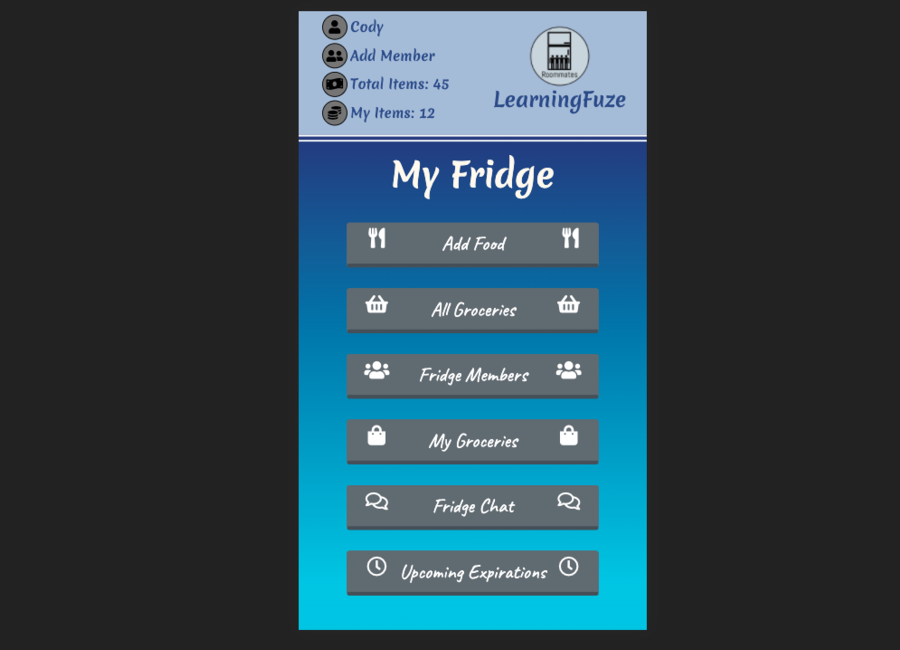 Cody
Add Member
Total Items: 45
My Items: 12
Roommates
LearningFuze
My Fridge
Add Food
All Groceries
Fridge Members
My Groceries
Fridge Chat
Upcoming Expirations